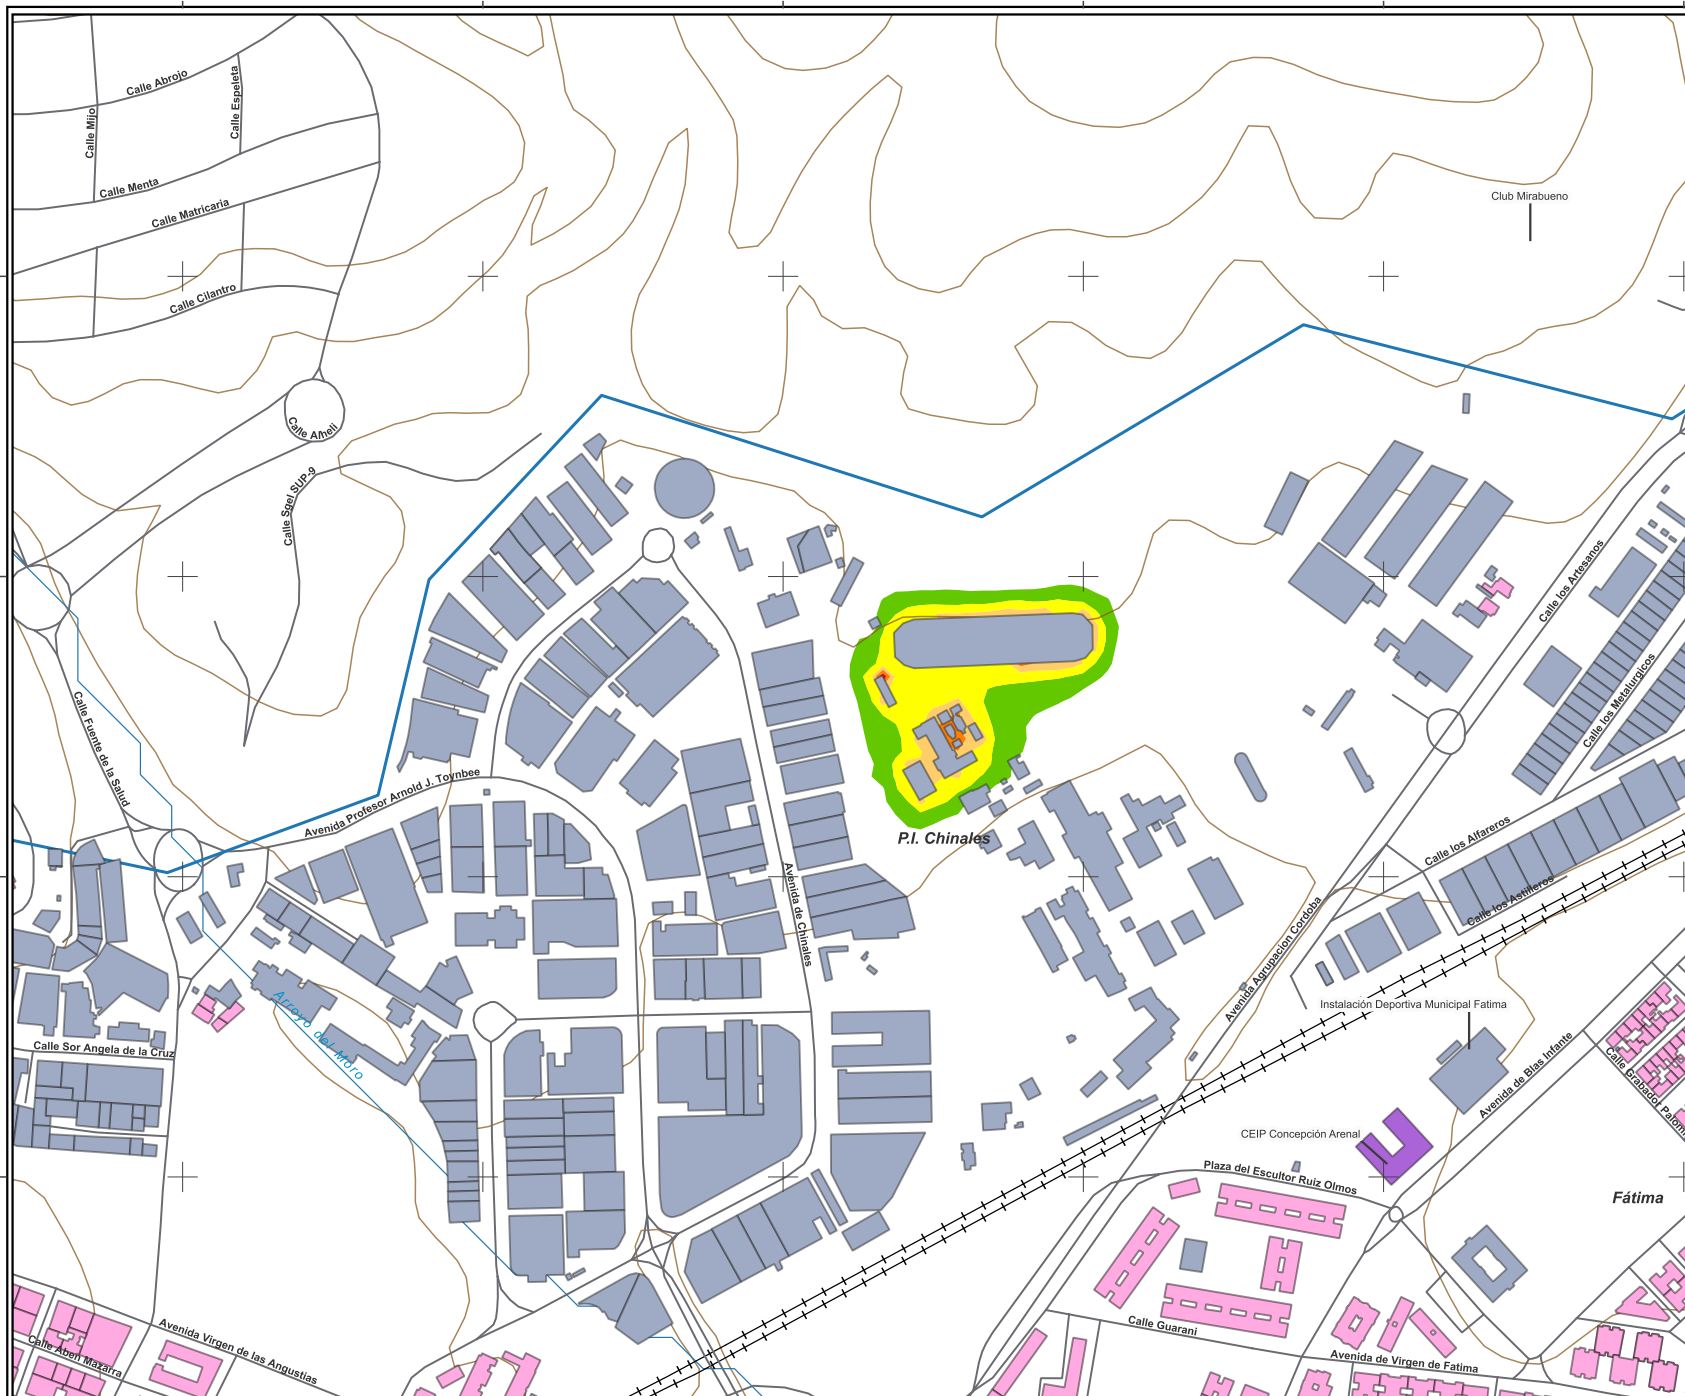 Calle Abrojo
Calle Espeleta
Calle Mijo
Calle Menta
Calle Matricaria
Club Mirabueno
Calle Cilantro
Calle Alheli
Calle Sgel SUP-9
Calle los Artesanos
Calle los Metalurgicos
Calle Fuente de la Salud
Avenida Profesor Arnold J. Toynbee
P.I. Chinales
Calle los Alfareros
Avenida de Chinales
Calle los Astilleros
Avenida Agrupacion Cordoba
Instalación Deportiva Municipal Fatima
Arroyo del Moro
Calle Sor Angela de la Cruz
Avenida de Blas Infante
Calle Grabador Palomi
CEIP Concepción Arenal
Plaza del Escultor Ruiz Olmos
Fátima
Calle Guarani
Avenida Virgen de las Angustias
Calle Aben Mazarra
Avenida de Virgen de Fatima